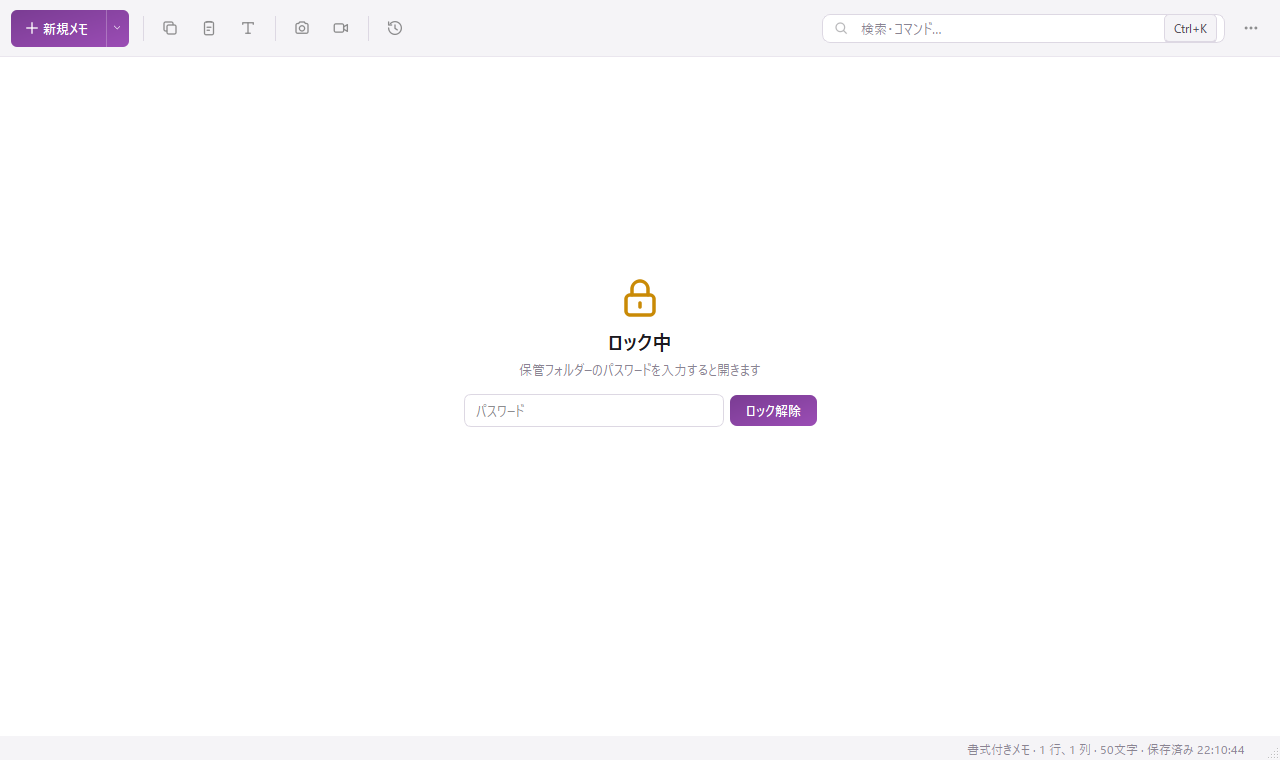 新規メモ
検索・コマンド...
Ctrl+K
ロック中
保管フォルダーのパスワードを入力すると開きます
パスワード
ロック解除
書式付きメモ · 1 行、1 列 · 50文字 · 保存済み 22:10:44